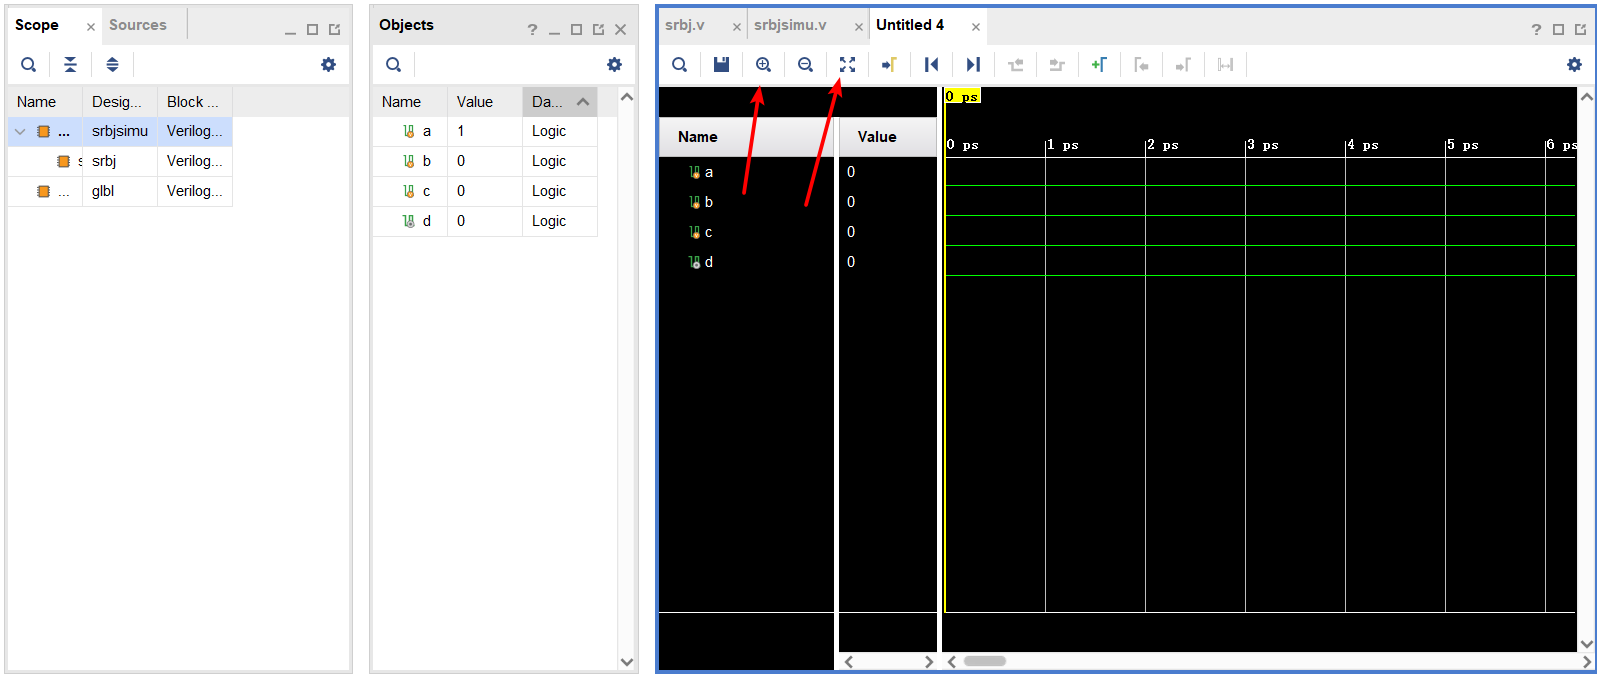 Scope × Sources
Name Desig... Block ...
... srbjsimu Verilog...
s srbj Verilog...
... glbl Verilog...
Objects ?
Name Value Da...
a 1 Logic
b 0 Logic
c 0 Logic
d 0 Logic
srbj.v × srbjsimu.v × Untitled 4 × ?
0 ps
Name Value
0 ps 1 ps 2 ps 3 ps 4 ps 5 ps 6 ps
a 0
b 0
c 0
d 0